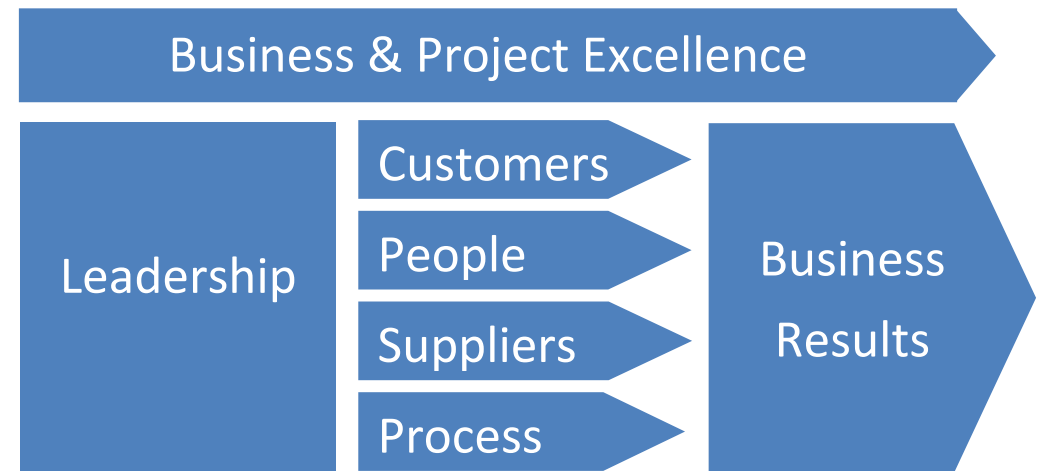 Business & Project Excellence
Leadership
Customers
People
Suppliers
Process
Business
Results